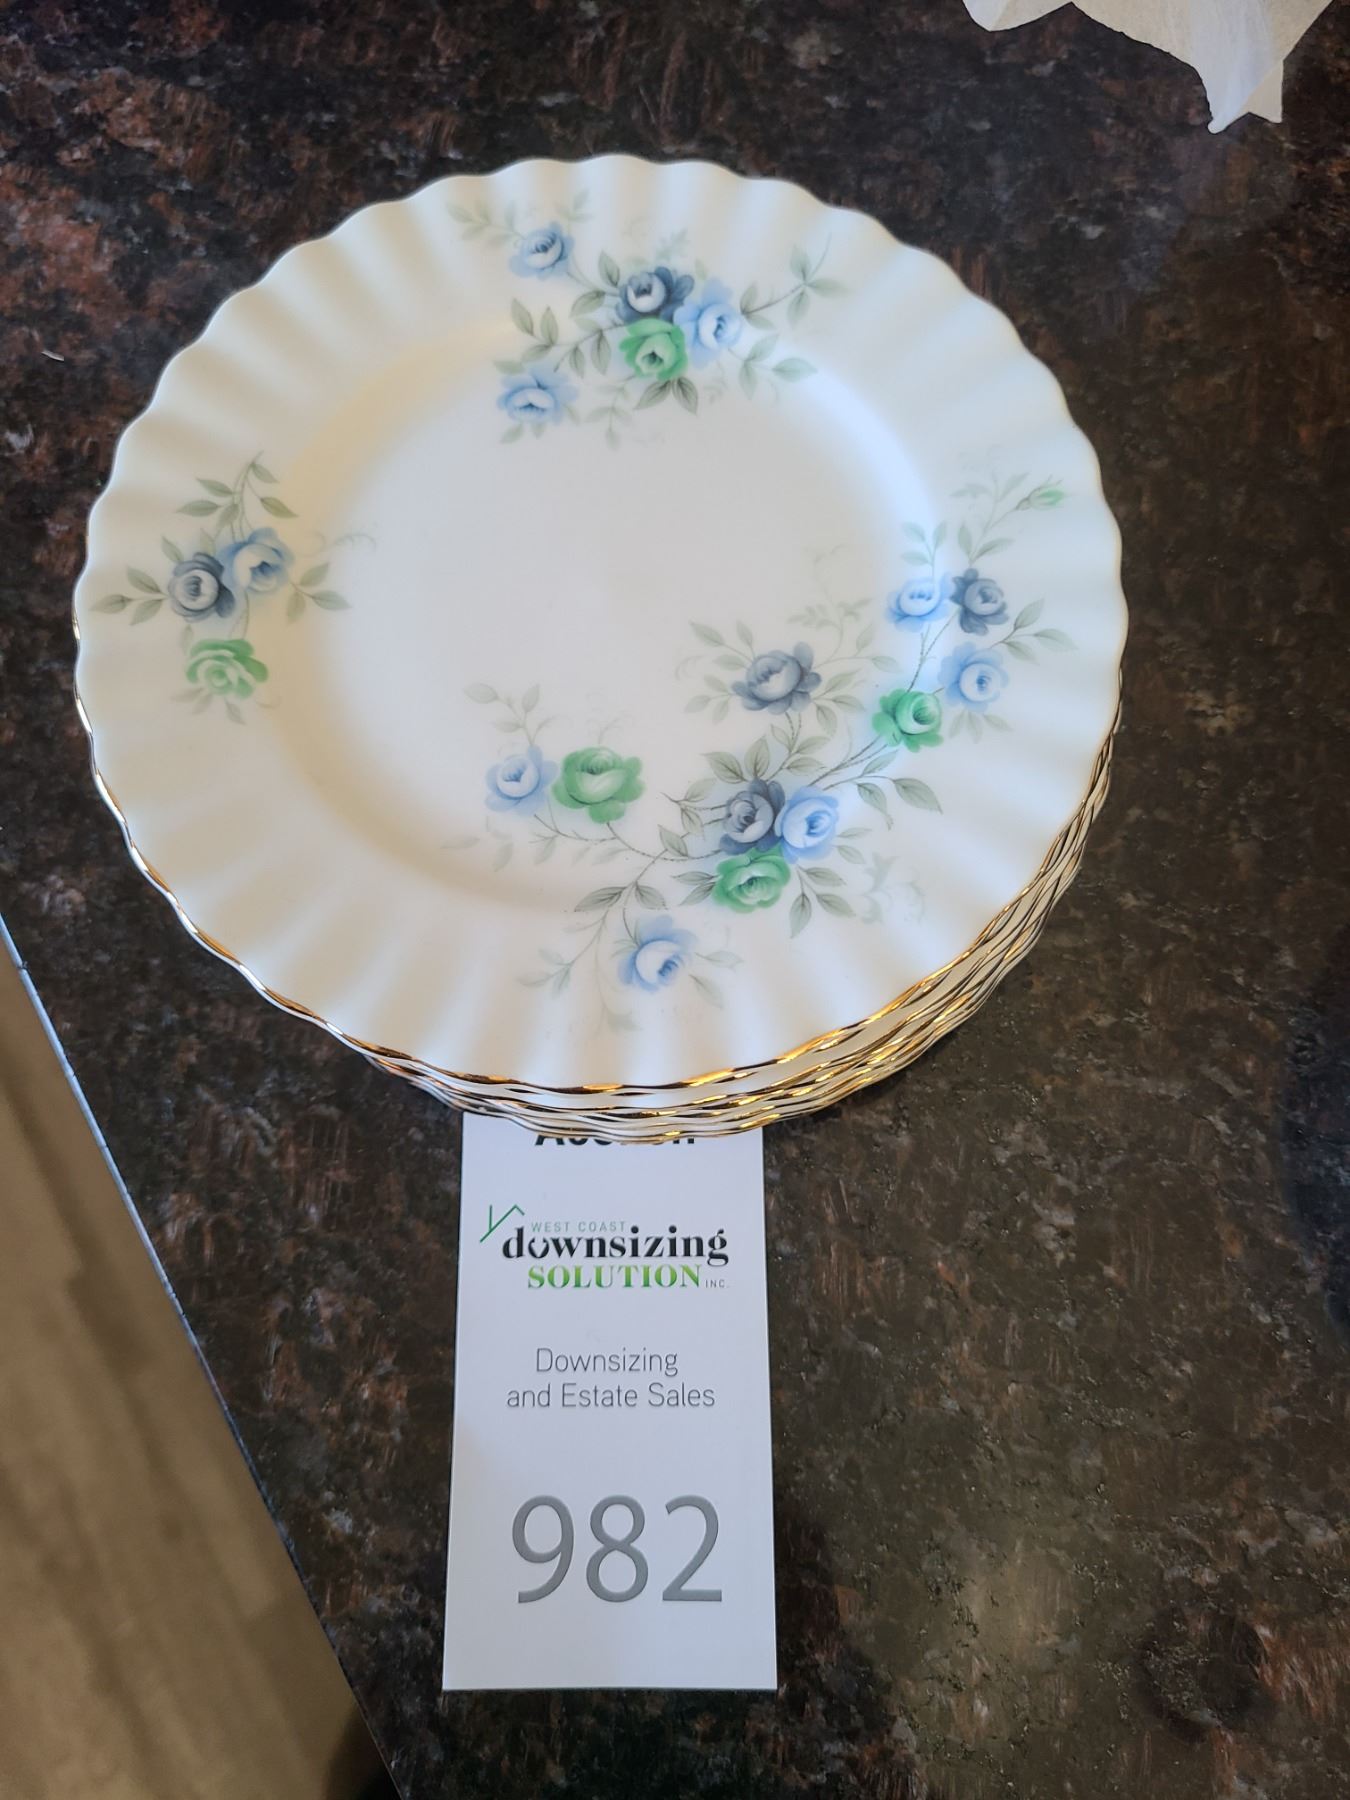 WEST COAST
downsizing
SOLUTION INC.
Downsizing
and Estate Sales
982